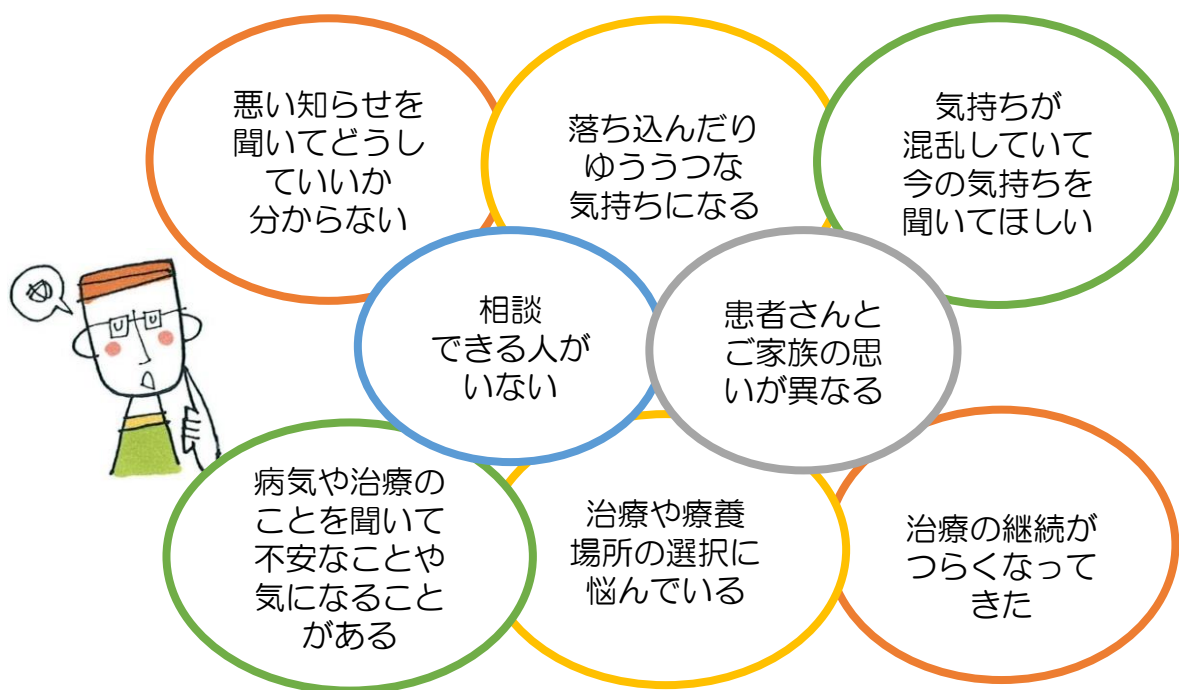 悪い知らせを
聞いてどうし
ていいか
分からない
落ち込んだり
ゆううつな
気持ちになる
気持ちが
混乱していて
今の気持ちを
聞いてほしい
相談
できる人が
いない
患者さんと
ご家族の思
いが異なる
病気や治療の
ことを聞いて
不安なことや
気になること
がある
治療や療養
場所の選択に
悩んでいる
治療の継続が
つらくなって
きた